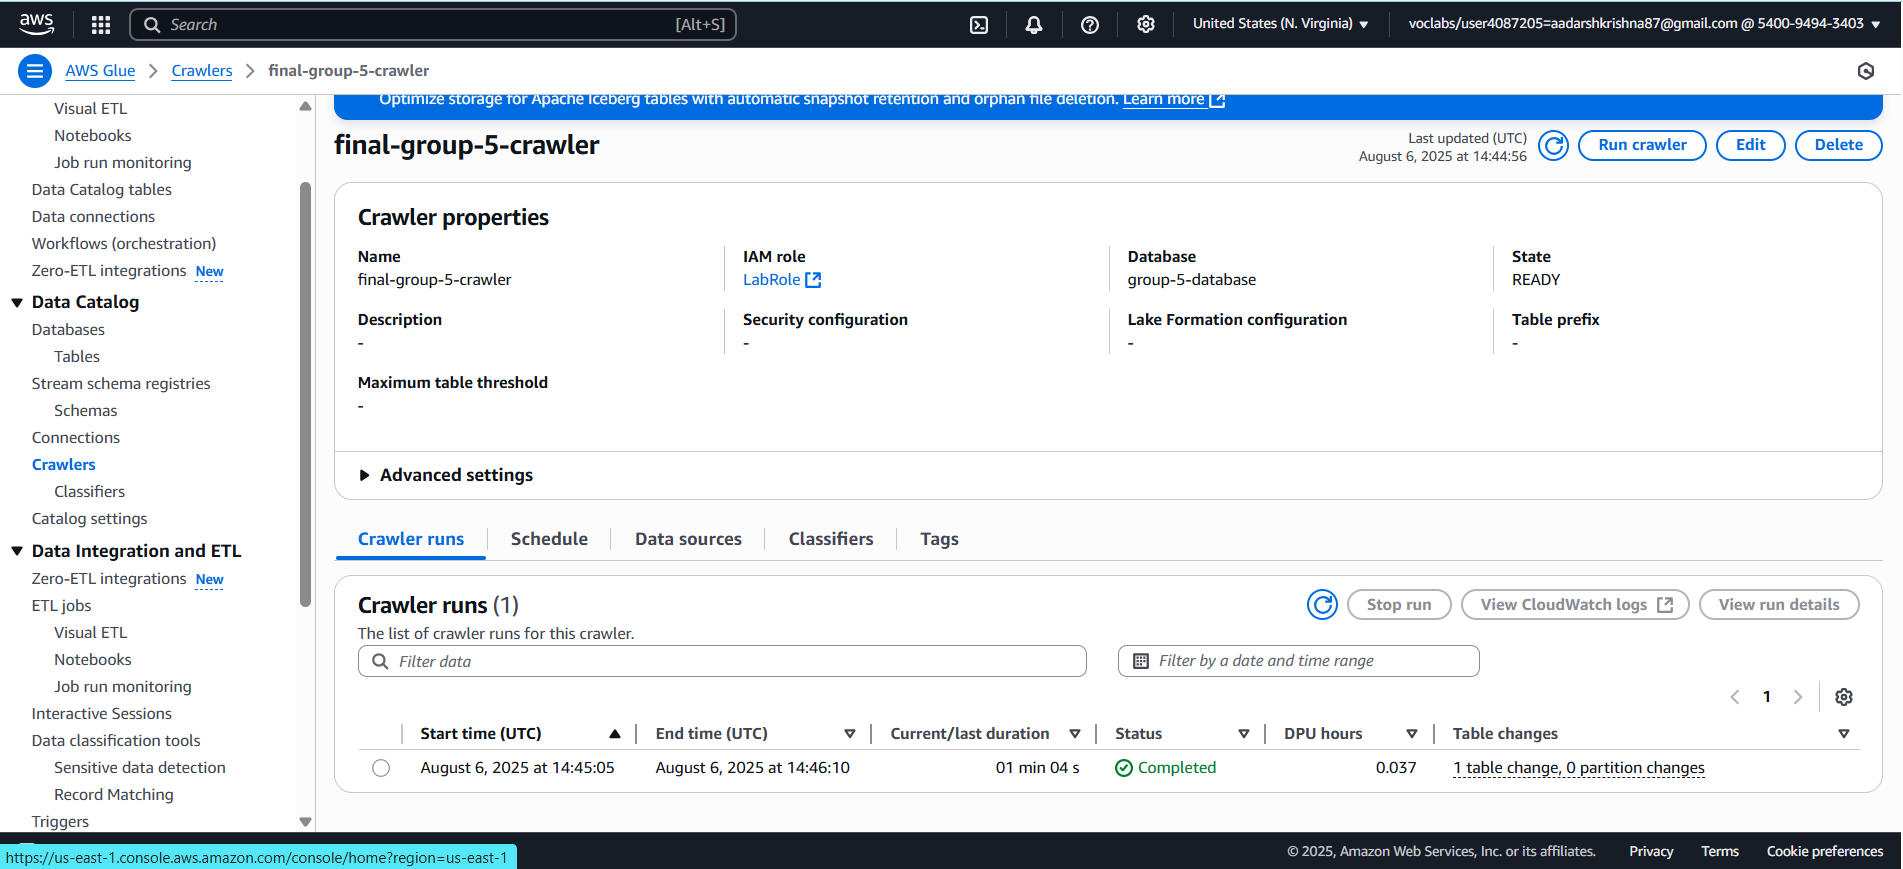 aws
Search
[Alt+S]
United States (N. Virginia)
voclabs/user4087205=aadarshkrishna87@gmail.com @ 5400-9494-3403
AWS Glue
Crawlers
final-group-5-crawler
Visual ETL
Notebooks
Job run monitoring
Data Catalog tables
Data connections
Workflows (orchestration)
Zero-ETL integrations New
Data Catalog
Databases
Tables
Stream schema registries
Schemas
Connections
Crawlers
Classifiers
Catalog settings
Data Integration and ETL
Zero-ETL integrations New
ETL jobs
Visual ETL
Notebooks
Job run monitoring
Interactive Sessions
Data classification tools
Sensitive data detection
Record Matching
Triggers
Optimize storage for Apache Iceberg tables with automatic snapshot retention and orphan file deletion. Learn more
final-group-5-crawler
Last updated (UTC)
August 6, 2025 at 14:44:56
Run crawler
Edit
Delete
Crawler properties
Name
final-group-5-crawler
IAM role
LabRole
Database
group-5-database
State
READY
Description
-
Security configuration
-
Lake Formation configuration
-
Table prefix
-
Maximum table threshold
-
Advanced settings
Crawler runs
Schedule
Data sources
Classifiers
Tags
Crawler runs (1)
The list of crawler runs for this crawler.
Stop run
View CloudWatch logs
View run details
Filter data
Filter by a date and time range
1
Start time (UTC)
End time (UTC)
Current/last duration
Status
DPU hours
Table changes
August 6, 2025 at 14:45:05
August 6, 2025 at 14:46:10
01 min 04 s
Completed
0.037
1 table change, 0 partition changes
https://us-east-1.console.aws.amazon.com/console/home?region=us-east-1
© 2025, Amazon Web Services, Inc. or its affiliates.
Privacy
Terms
Cookie preferences